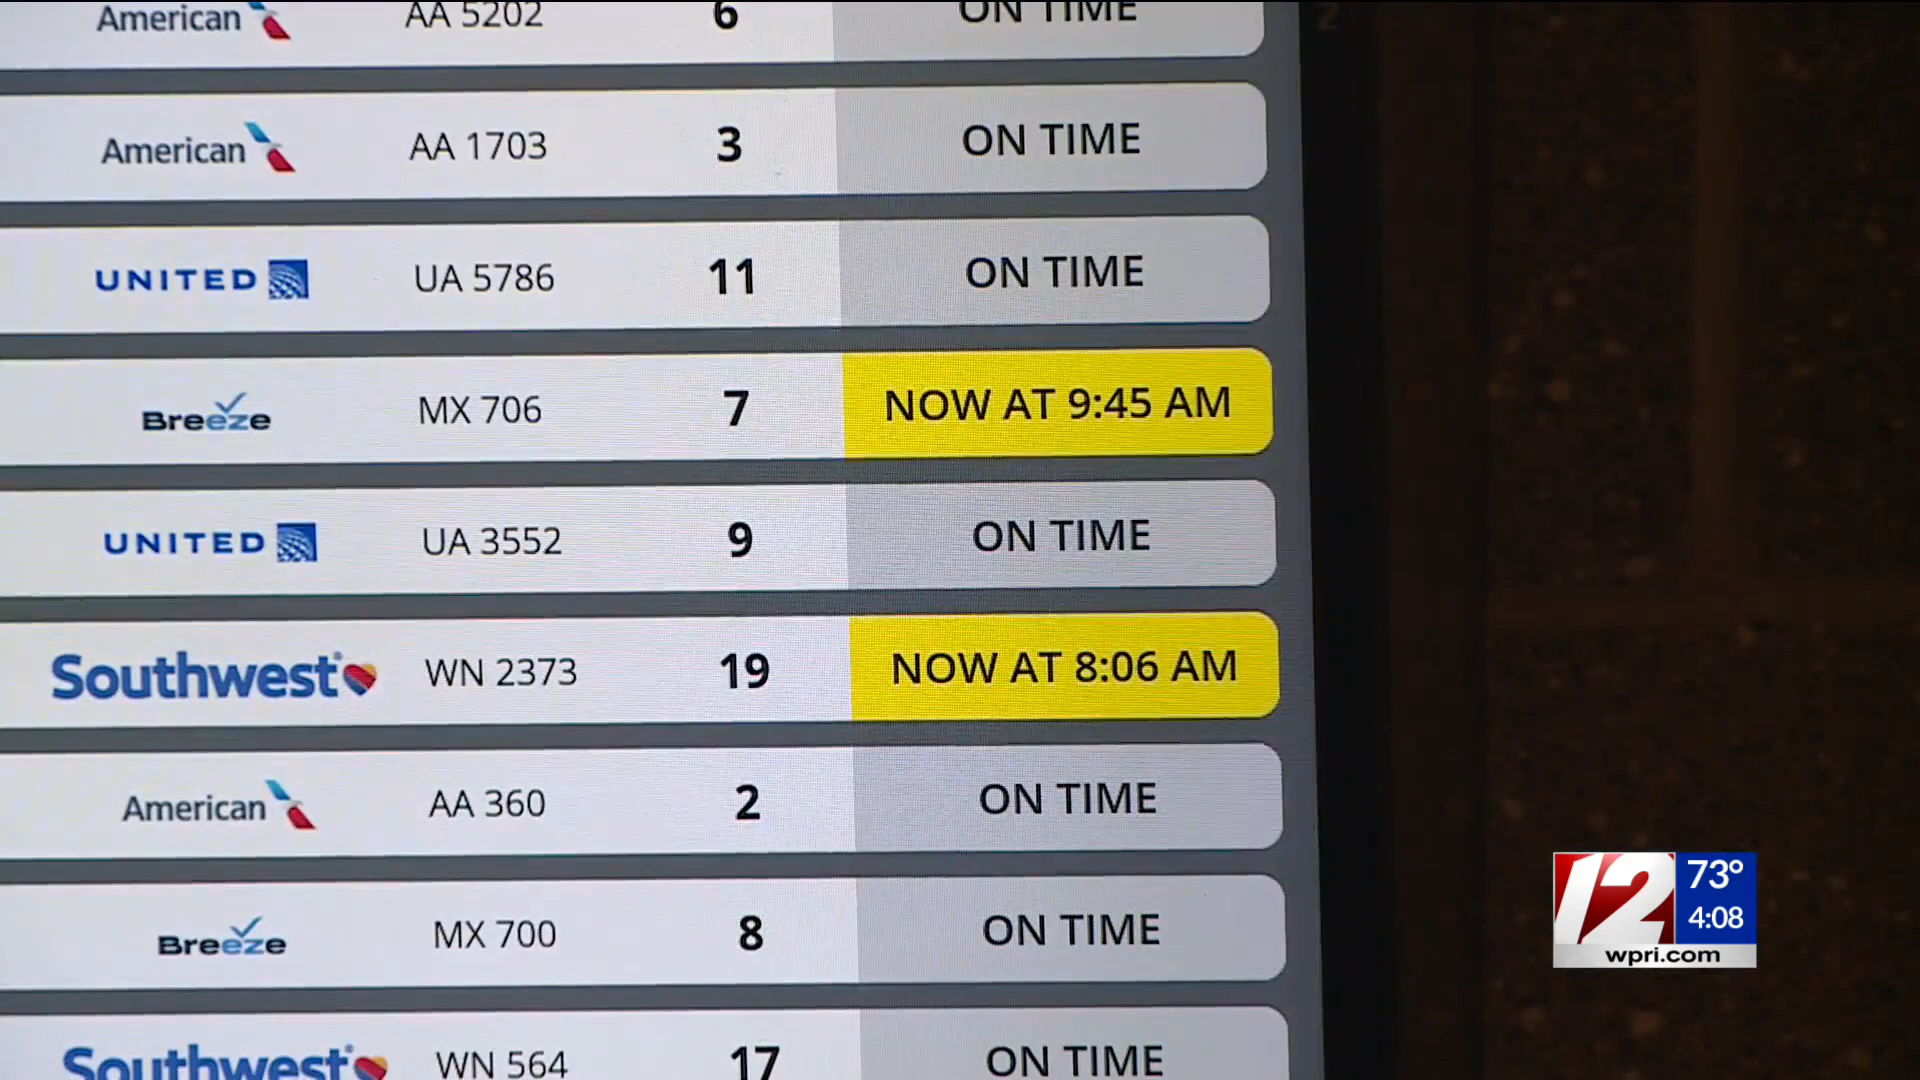 American AA 5202 6 ON TIME
American AA 1703 3 ON TIME
UNITED UA 5786 11 ON TIME
Breeze MX 706 7 NOW AT 9:45 AM
UNITED UA 3552 9 ON TIME
Southwest WN 2373 19 NOW AT 8:06 AM
American AA 360 2 ON TIME
Breeze MX 700 8 ON TIME
Southwest WN 564 17 ON TIME
12 73°
4:08
wpri.com